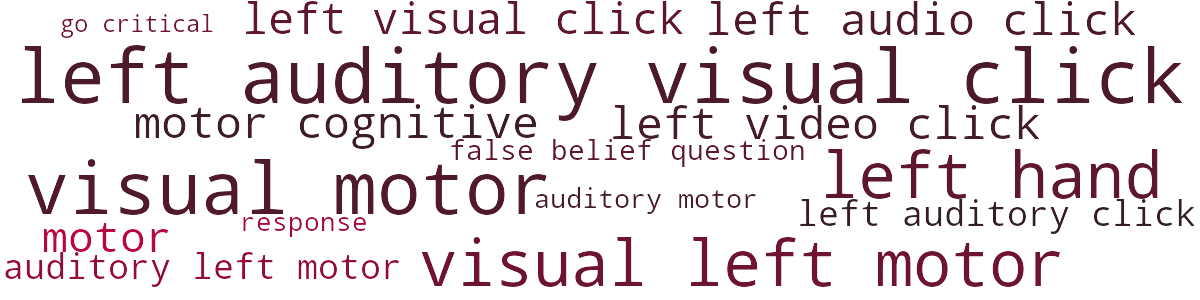 go critical
left visual click
left audio click
left auditory visual click
motor cognitive
left video click
false belief question
visual motor
left hand
auditory motor
left auditory click
response
motor
auditory left motor
visual left motor